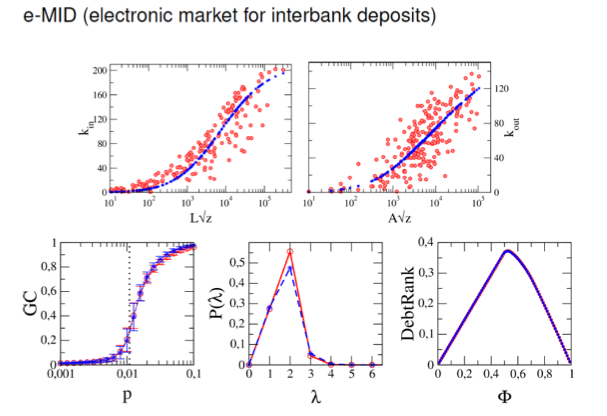 e-MID (electronic market for interbank deposits)
200
160
120
80
40
0
k_in
10^1 10^2 10^3 10^4 10^5
L√z
120
80
40
0
k_out
10^1 10^2 10^3 10^4 10^5
A√z
1
0,8
0,6
0,4
0,2
0
GC
0,001 0,01 0,1
p
0,5
0,4
0,3
0,2
0,1
0
P(λ)
0 1 2 3 4 5 6
λ
0,4
0,3
0,2
0,1
0
DebtRank
0 0,2 0,4 0,6 0,8 1
Φ